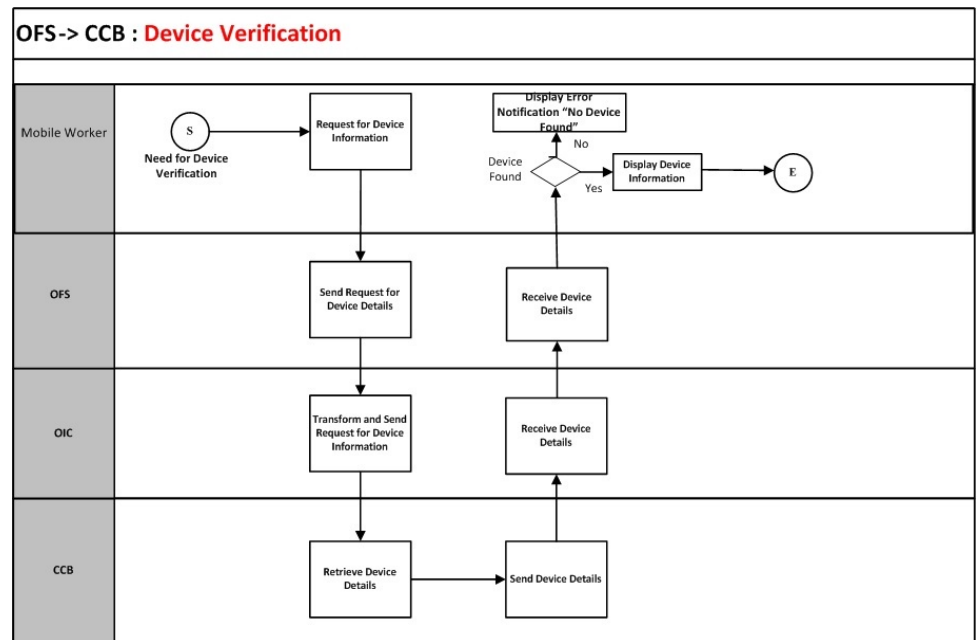 OFS-> CCB : Device Verification
Mobile Worker
S
Need for Device
Verification
Request for Device
Information
Display Error
Notification “No Device
Found”
No
Device
Found
Yes
Display Device
Information
E
OFS
Send Request for
Device Details
Receive Device
Details
OIC
Transform and Send
Request for Device
Information
Receive Device
Details
CCB
Retrieve Device
Details
Send Device Details